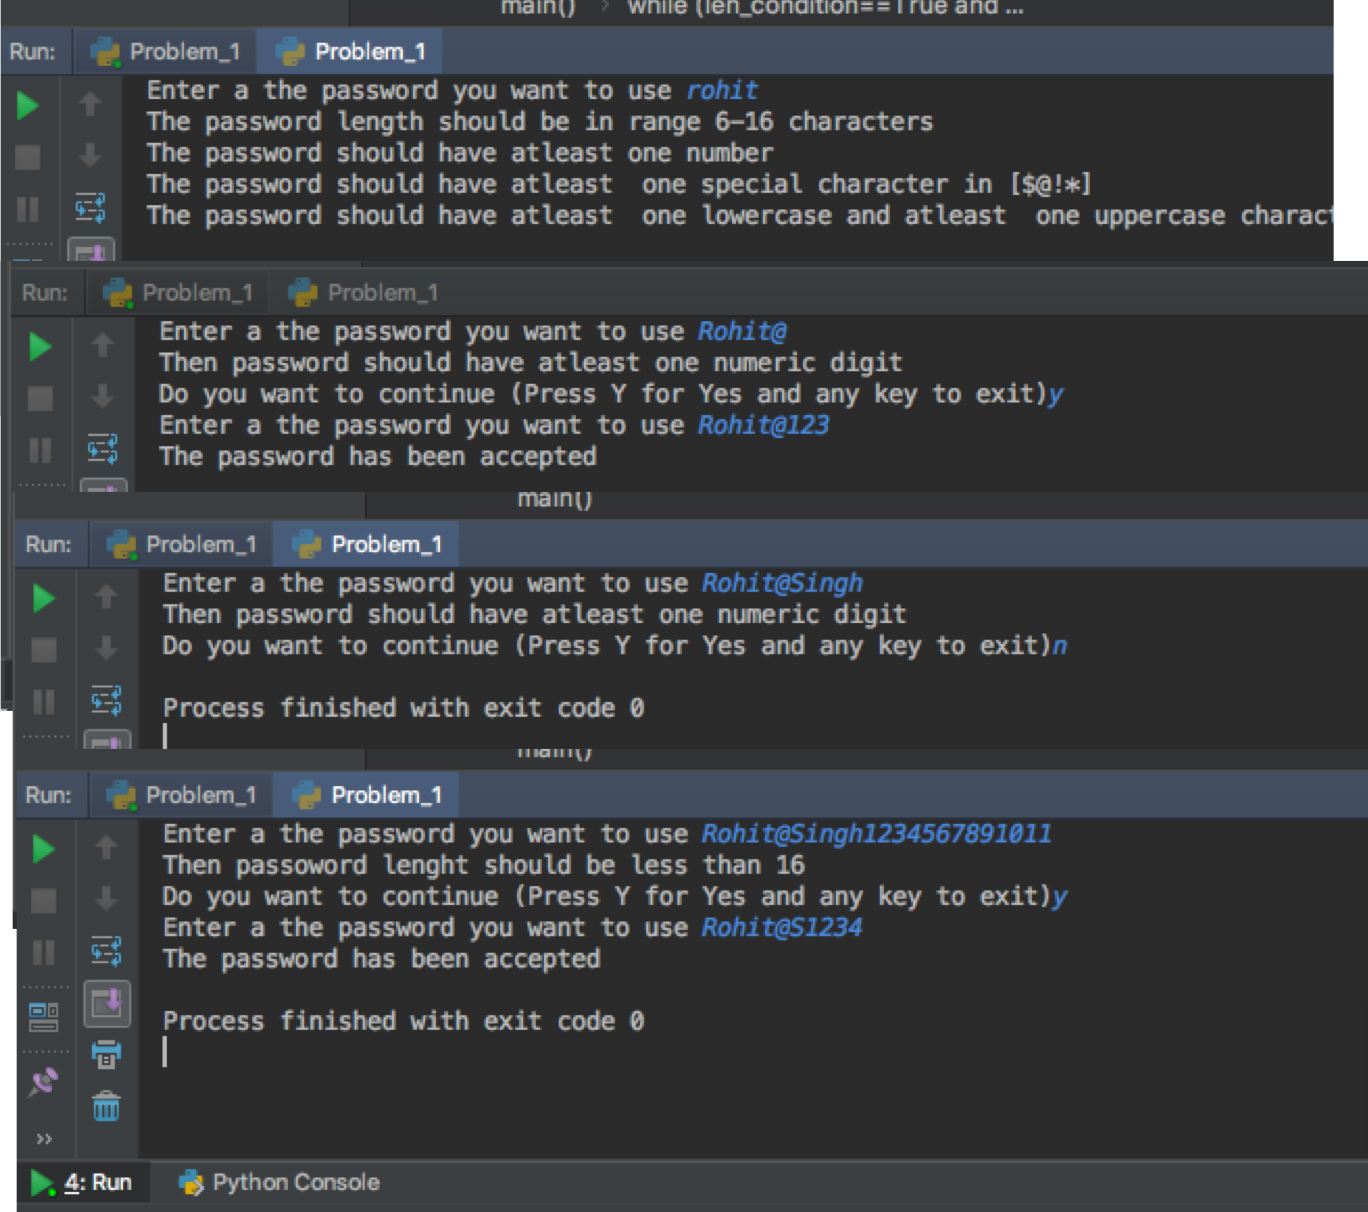 main() > while (len_condition==True and ...
Run: Problem_1 Problem_1
Enter a the password you want to use rohit
The password length should be in range 6-16 characters
The password should have atleast one number
The password should have atleast  one special character in [$@!*]
The password should have atleast  one lowercase and atleast  one uppercase charact
Run: Problem_1 Problem_1
Enter a the password you want to use Rohit@
Then password should have atleast one numeric digit
Do you want to continue (Press Y for Yes and any key to exit)y
Enter a the password you want to use Rohit@123
The password has been accepted
main()
Run: Problem_1 Problem_1
Enter a the password you want to use Rohit@Singh
Then password should have atleast one numeric digit
Do you want to continue (Press Y for Yes and any key to exit)n
Process finished with exit code 0
main()
Run: Problem_1 Problem_1
Enter a the password you want to use Rohit@Singh1234567891011
Then passoword lenght should be less than 16
Do you want to continue (Press Y for Yes and any key to exit)y
Enter a the password you want to use Rohit@S1234
The password has been accepted
Process finished with exit code 0
>>
4: Run Python Console